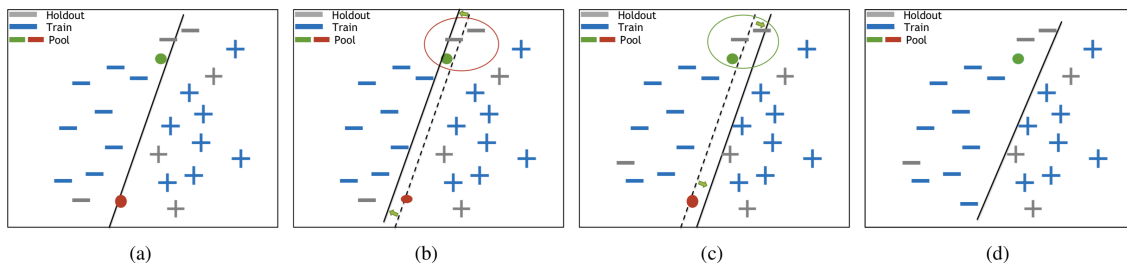 Holdout
Train
Pool
(a)
Holdout
Train
Pool
(b)
Holdout
Train
Pool
(c)
Holdout
Train
Pool
(d)